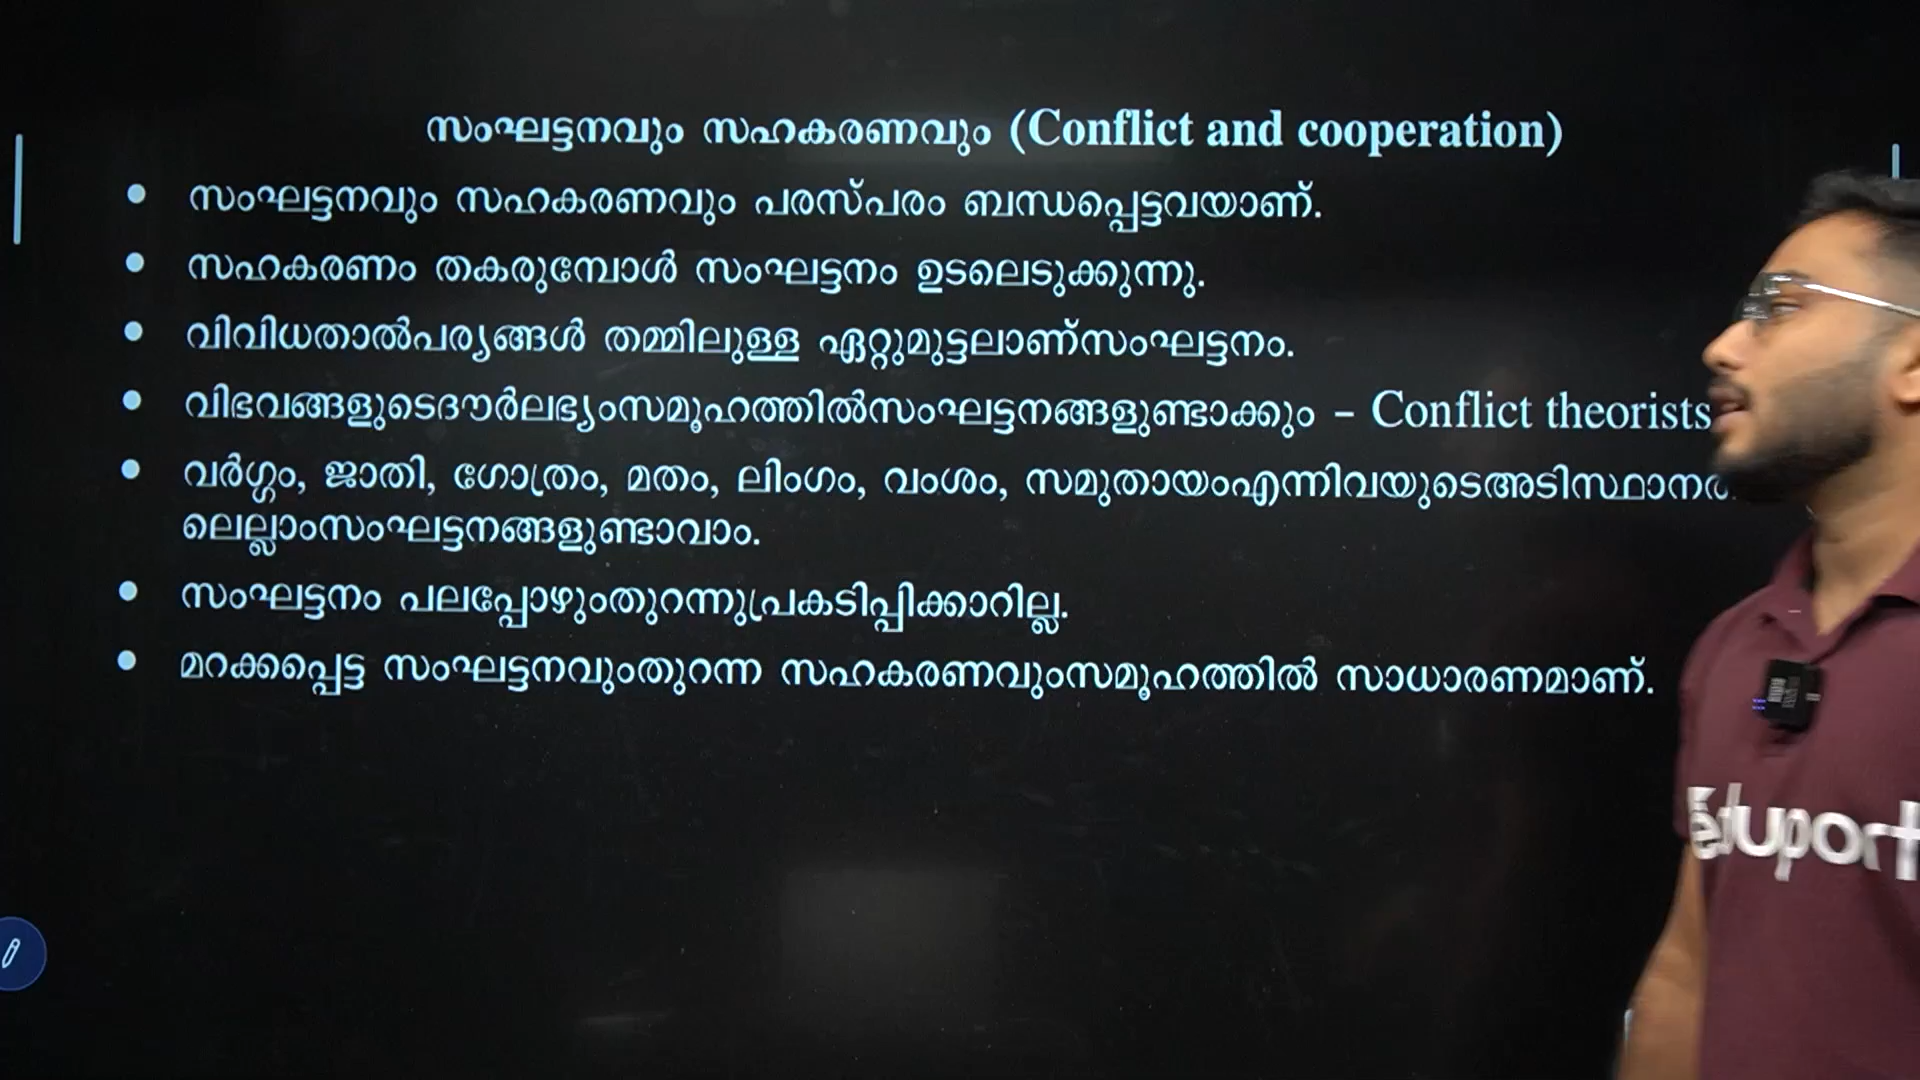 സംഘട്ടനവും സഹകരണവും (Conflict and cooperation)
• സംഘട്ടനവും സഹകരണവും പരസ്പരം ബന്ധപ്പെട്ടവയാണ്.
• സഹകരണം തകരുമ്പോൾ സംഘട്ടനം ഉടലെടുക്കുന്നു.
• വിവിധതാൽപര്യങ്ങൾ തമ്മിലുള്ള ഏറ്റുമുട്ടലാണ്സംഘട്ടനം.
• വിഭവങ്ങളുടെദൗർലഭ്യംസമൂഹത്തിൽസംഘട്ടനങ്ങളുണ്ടാക്കും – Conflict theorists
• വർഗ്ഗം, ജാതി, ഗോത്രം, മതം, ലിംഗം, വംശം, സമുതായംഎന്നിവയുടെഅടിസ്ഥാന
ലെല്ലാംസംഘട്ടനങ്ങളുണ്ടാവാം.
• സംഘട്ടനം പലപ്പോഴുംതുറന്നുപ്രകടിപ്പിക്കാറില്ല.
• മറക്കപ്പെട്ട സംഘട്ടനവുംതുറന്ന സഹകരണവുംസമൂഹത്തിൽ സാധാരണമാണ്.
Eduport